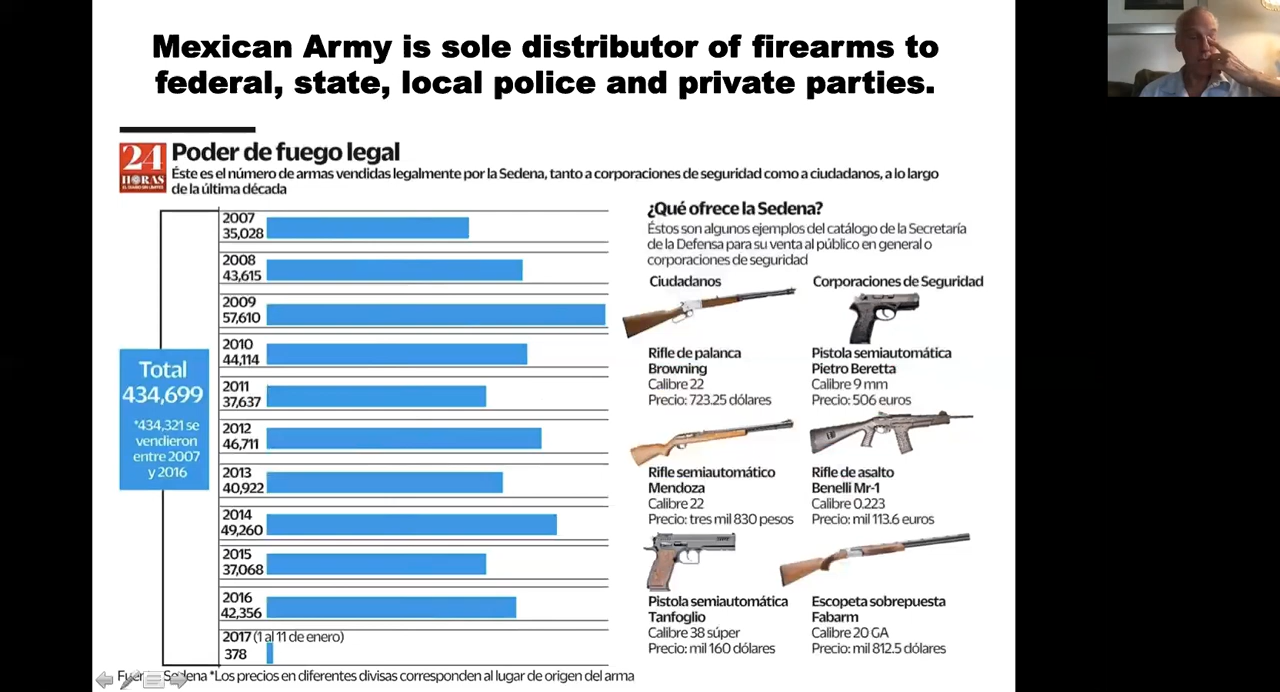 Mexican Army is sole distributor of firearms to
federal, state, local police and private parties.
24
HORAS
EL DIARIO SIN LÍMITES
Poder de fuego legal
Éste es el número de armas vendidas legalmente por la Sedena, tanto a corporaciones de seguridad como a ciudadanos, a lo largo
de la última década
Total
434,699
*434,321 se
vendieron
entre 2007
y 2016
2007
35,028
2008
43,615
2009
57,610
2010
44,114
2011
37,637
2012
46,711
2013
40,922
2014
49,260
2015
37,068
2016
42,356
2017 (1 al 11 de enero)
378
¿Qué ofrece la Sedena?
Éstos son algunos ejemplos del catálogo de la Secretaría
de la Defensa para su venta al público en general o
corporaciones de seguridad
Ciudadanos
Rifle de palanca
Browning
Calibre 22
Precio: 723.25 dólares
Rifle semiautomático
Mendoza
Calibre 22
Precio: tres mil 830 pesos
Pistola semiautomática
Tanfoglio
Calibre 38 súper
Precio: mil 160 dólares
Corporaciones de Seguridad
Pistola semiautomática
Pietro Beretta
Calibre 9 mm
Precio: 506 euros
Rifle de asalto
Benelli Mr-1
Calibre 0.223
Precio: mil 113.6 euros
Escopeta sobrepuesta
Fabarm
Calibre 20 GA
Precio: mil 812.5 dólares
*Los precios en diferentes divisas corresponden al lugar de origen del arma